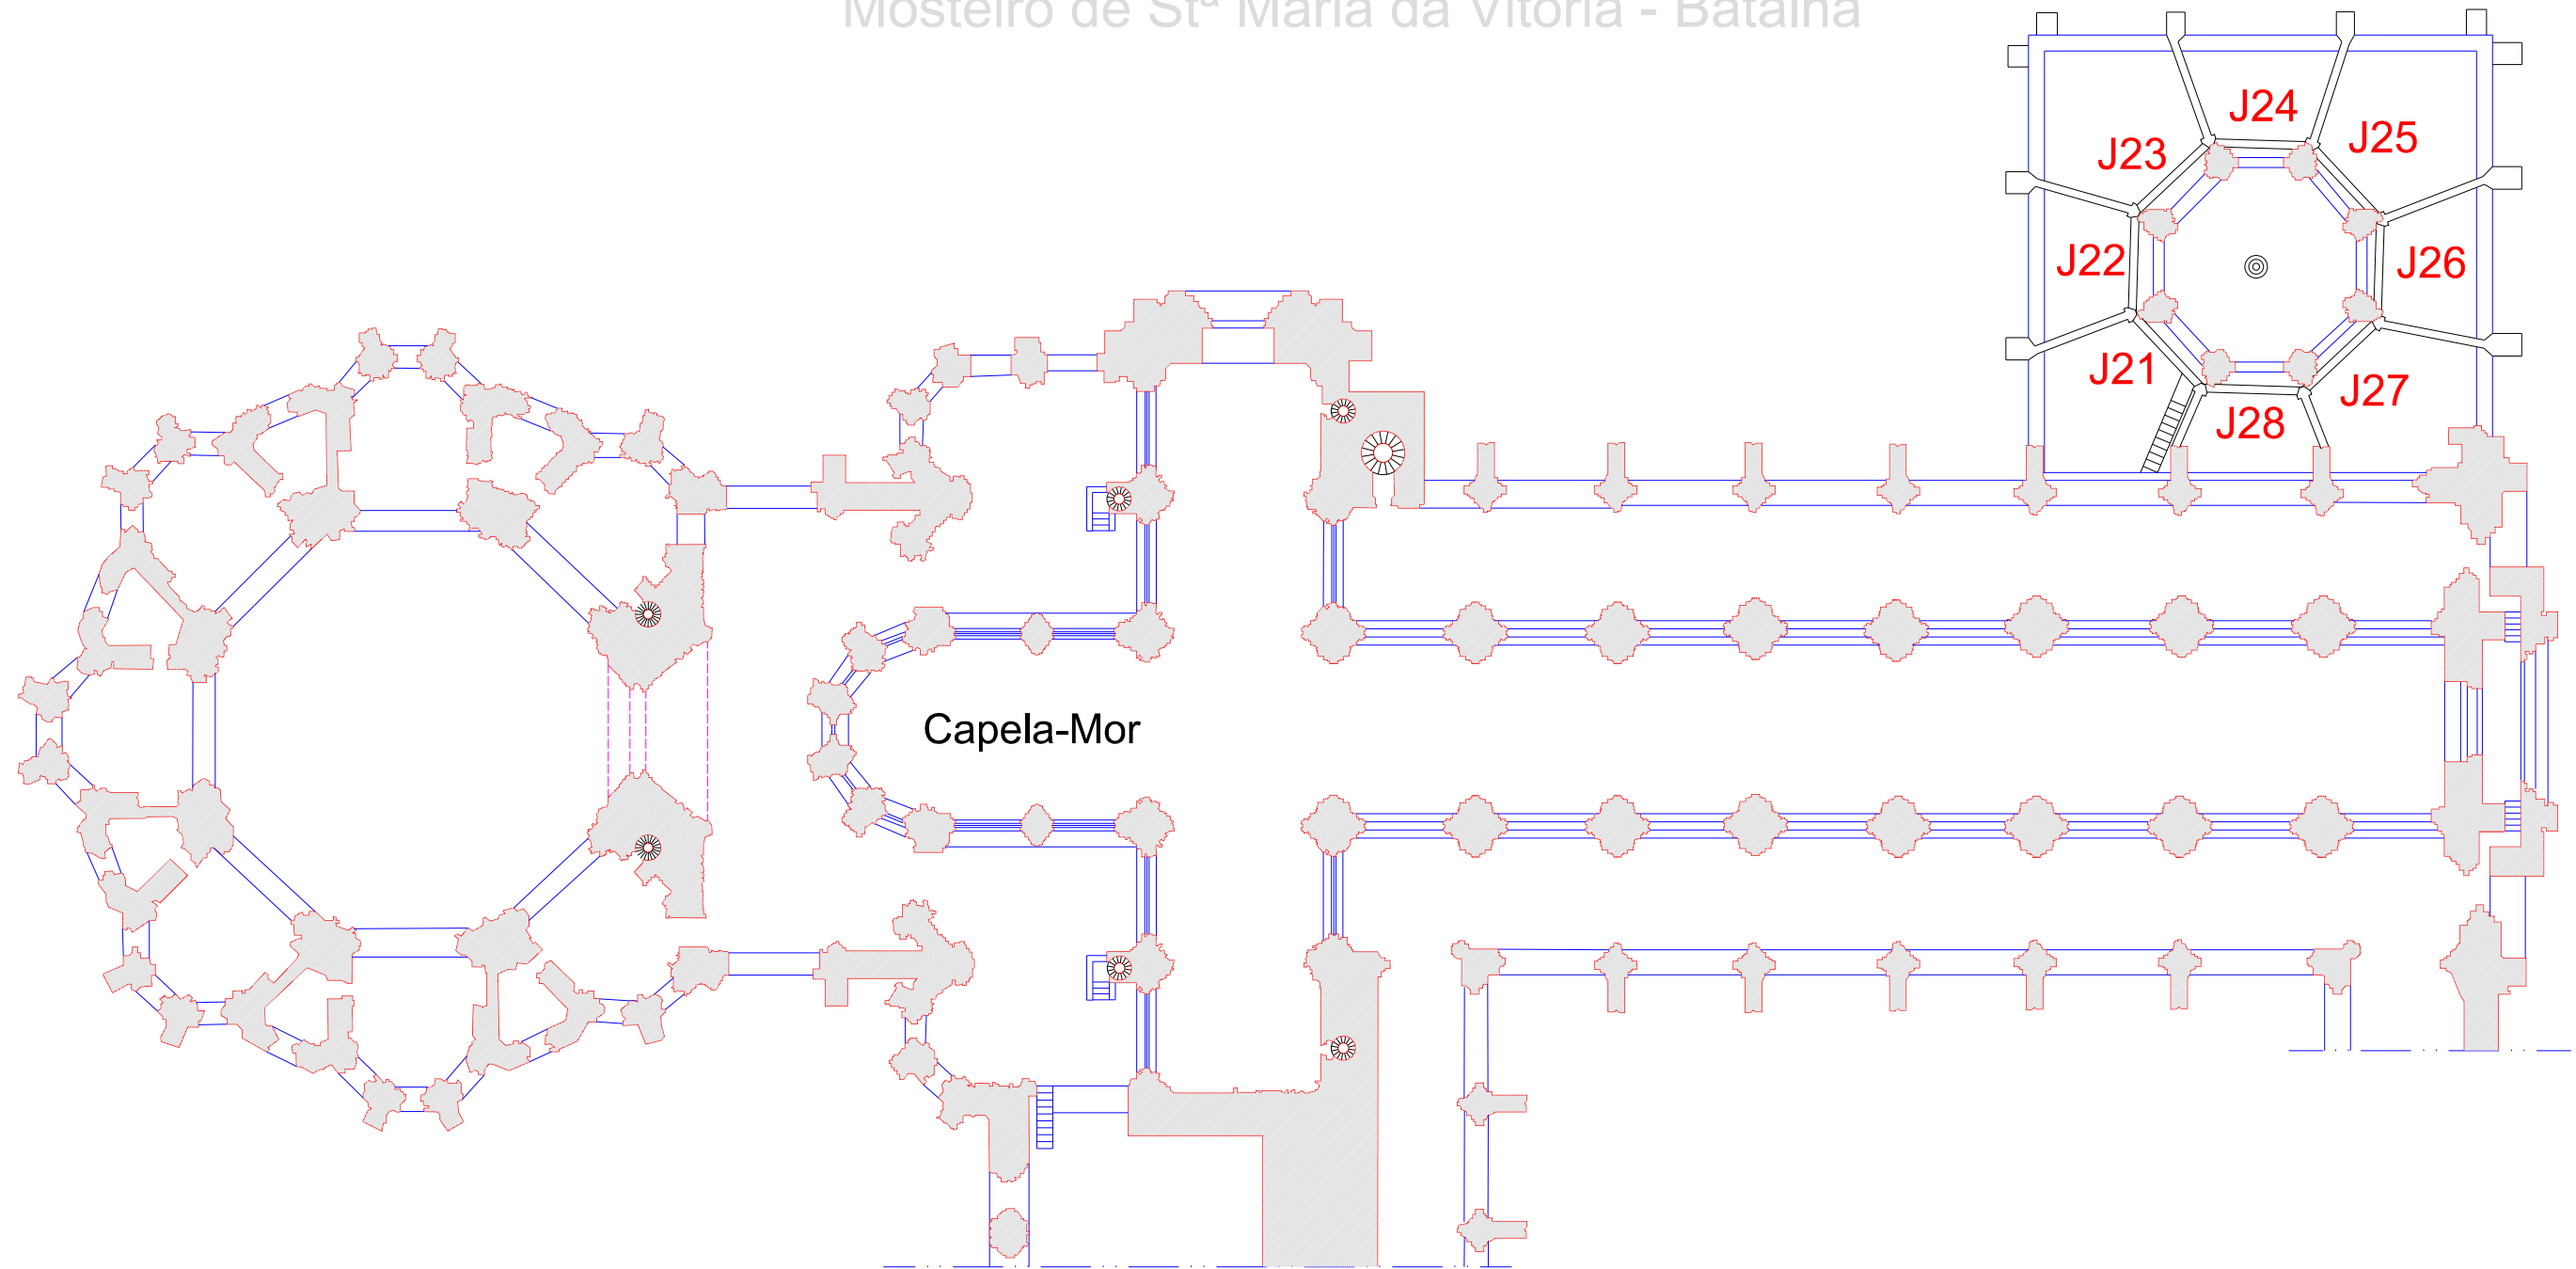 Mosteiro de Stª Maria da Vitória - Batalha
J24
J25
J23
J22
J26
J21
J27
J28
Capela-Mor